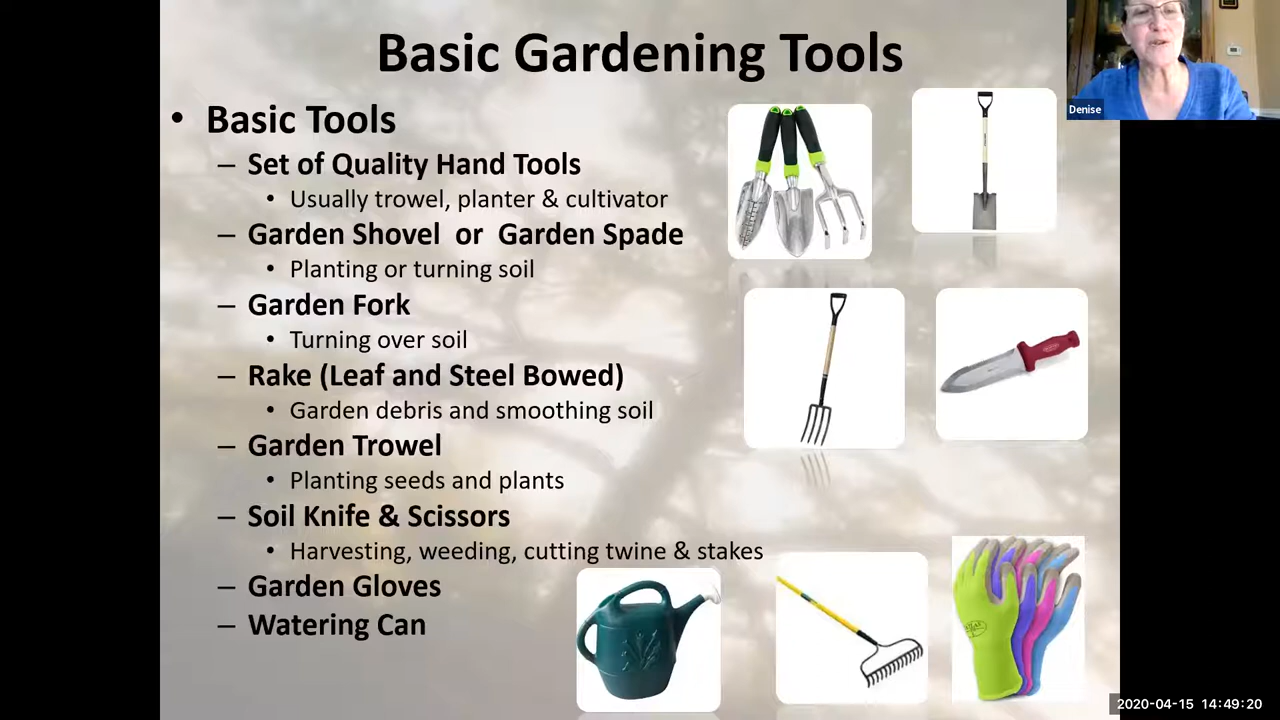 Basic Gardening Tools
• Basic Tools
– Set of Quality Hand Tools
• Usually trowel, planter & cultivator
– Garden Shovel or Garden Spade
• Planting or turning soil
– Garden Fork
• Turning over soil
– Rake (Leaf and Steel Bowed)
• Garden debris and smoothing soil
– Garden Trowel
• Planting seeds and plants
– Soil Knife & Scissors
• Harvesting, weeding, cutting twine & stakes
– Garden Gloves
– Watering Can
Denise
2020-04-15 14:49:20